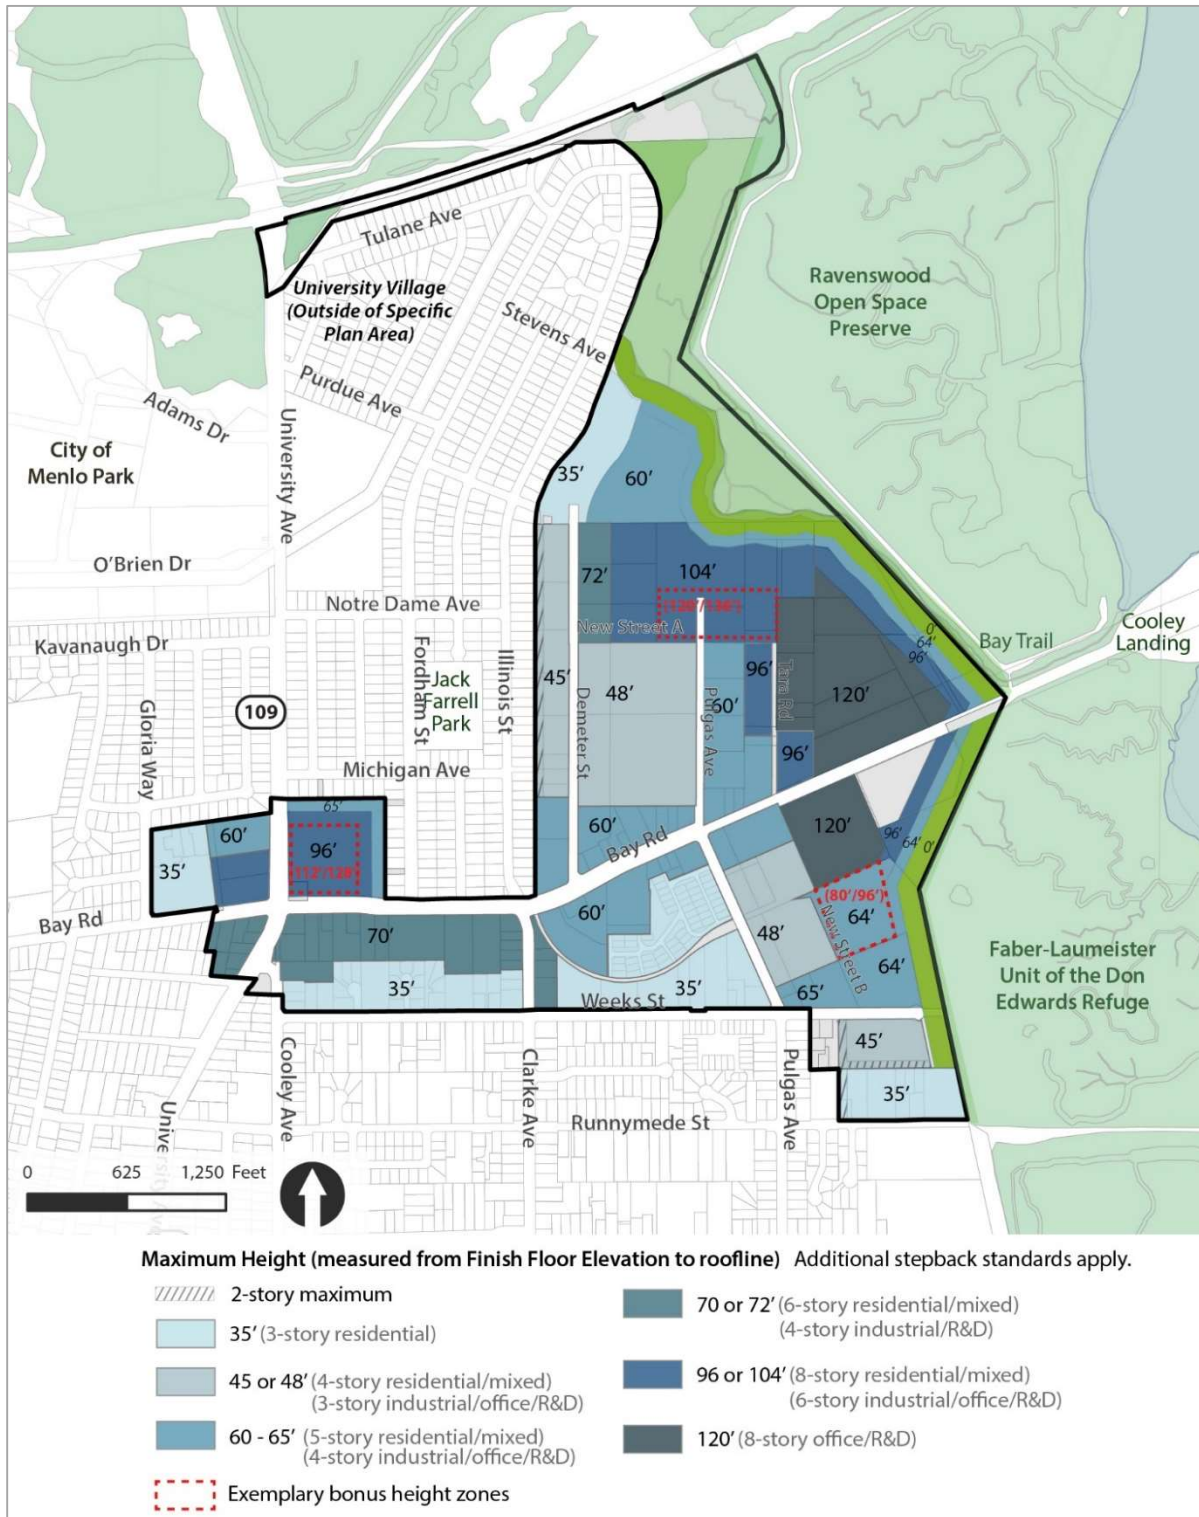 Tulane Ave
University Village
(Outside of Specific
Plan Area)
Stevens Ave
Purdue Ave
Ravenswood
Open Space
Preserve
Adams Dr
University Ave
City of
Menlo Park
35’
60’
O’Brien Dr
72’
104’
Notre Dame Ave
New Street A
Kavanaugh Dr
Fordham St
Illinois St
Jack
Farrell
Park
0’
64’
96’
Bay Trail
Cooley
Landing
45’
48’
96’
60’
Tara Rd
120’
Gloria Way
109
Demeter St
Pulgas Ave
Michigan Ave
96’
65’
60’
96’
112’/128’
35’
60’
Bay Rd
120’
96’
64’
0’
(80’/96’)
64’
Bay Rd
70’
60’
48’
New Street B
64’
65’
35’
Weeks St
35’
Faber-Laumeister
Unit of the Don
Edwards Refuge
45’
35’
Cooley Ave
Clarke Ave
Pulgas Ave
Runnymede St
University Ave
0 625 1,250 Feet
Maximum Height (measured from Finish Floor Elevation to roofline) Additional stepback standards apply.
2-story maximum
35’ (3-story residential)
45 or 48’ (4-story residential/mixed)
(3-story industrial/office/R&D)
60 - 65’ (5-story residential/mixed)
(4-story industrial/office/R&D)
Exemplary bonus height zones
70 or 72’ (6-story residential/mixed)
(4-story industrial/R&D)
96 or 104’ (8-story residential/mixed)
(6-story industrial/office/R&D)
120’ (8-story office/R&D)